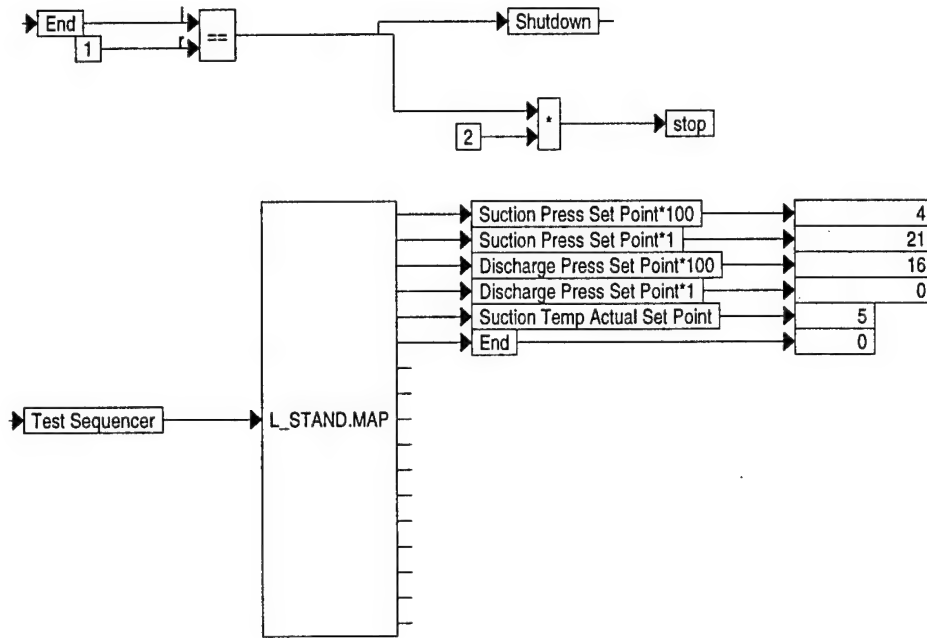 End
l
Shutdown
1
r
==
2
*
stop
Suction Press Set Point*100
4
Suction Press Set Point*1
21
Discharge Press Set Point*100
16
Discharge Press Set Point*1
0
Suction Temp Actual Set Point
5
End
0
Test Sequencer
L_STAND.MAP